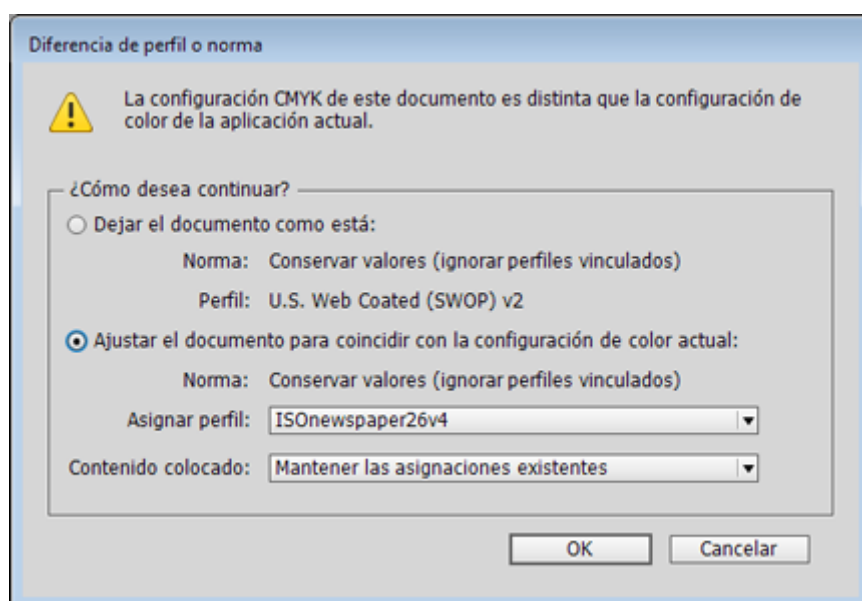 Diferencia de perfil o norma
La configuración CMYK de este documento es distinta que la configuración de
color de la aplicación actual.
¿Cómo desea continuar?
Dejar el documento como está:
Norma: Conservar valores (ignorar perfiles vinculados)
Perfil: U.S. Web Coated (SWOP) v2
Ajustar el documento para coincidir con la configuración de color actual:
Norma: Conservar valores (ignorar perfiles vinculados)
Asignar perfil: ISOnewspaper26v4
Contenido colocado: Mantener las asignaciones existentes
OK Cancelar